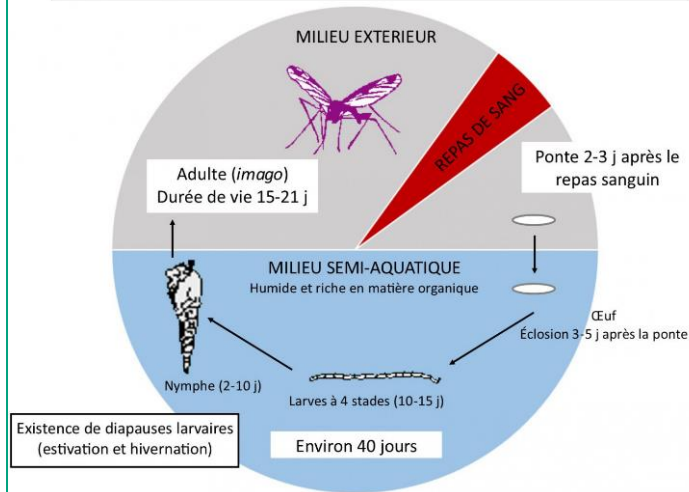 MILIEU EXTERIEUR
REPAS DE SANG
Ponte 2-3 j après le
repas sanguin
Adulte (imago)
Durée de vie 15-21 j
MILIEU SEMI-AQUATIQUE
Humide et riche en matière organique
Œuf
Éclosion 3-5 j après la ponte
Nymphe (2-10 j)
Larves à 4 stades (10-15 j)
Existence de diapauses larvaires
(estivation et hivernation)
Environ 40 jours